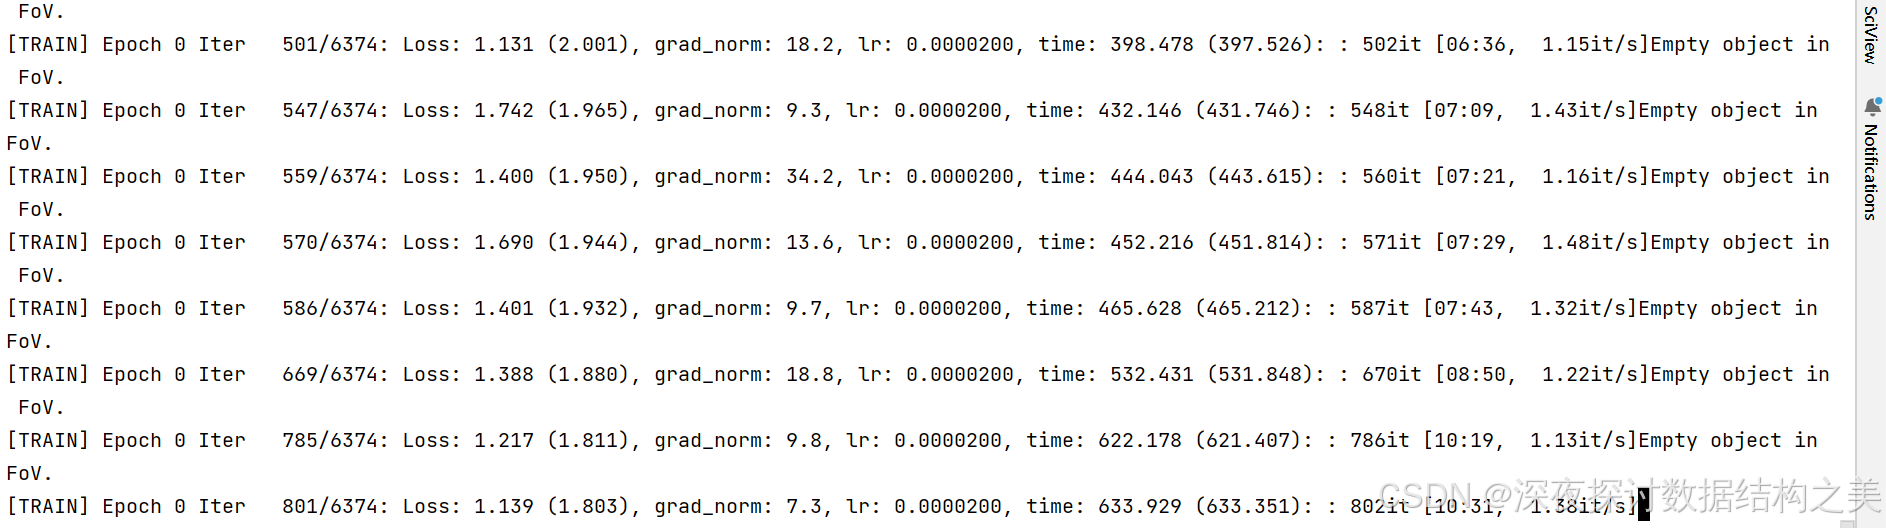 FoV.
[TRAIN] Epoch 0 Iter   501/6374: Loss: 1.131 (2.001), grad_norm: 18.2, lr: 0.0000200, time: 398.478 (397.526): : 502it [06:36,  1.15it/s]Empty object in
FoV.
[TRAIN] Epoch 0 Iter   547/6374: Loss: 1.742 (1.965), grad_norm: 9.3, lr: 0.0000200, time: 432.146 (431.746): : 548it [07:09,  1.43it/s]Empty object in
FoV.
[TRAIN] Epoch 0 Iter   559/6374: Loss: 1.400 (1.950), grad_norm: 34.2, lr: 0.0000200, time: 444.043 (443.615): : 560it [07:21,  1.16it/s]Empty object in
FoV.
[TRAIN] Epoch 0 Iter   570/6374: Loss: 1.690 (1.944), grad_norm: 13.6, lr: 0.0000200, time: 452.216 (451.814): : 571it [07:29,  1.48it/s]Empty object in
FoV.
[TRAIN] Epoch 0 Iter   586/6374: Loss: 1.401 (1.932), grad_norm: 9.7, lr: 0.0000200, time: 465.628 (465.212): : 587it [07:43,  1.32it/s]Empty object in
FoV.
[TRAIN] Epoch 0 Iter   669/6374: Loss: 1.388 (1.880), grad_norm: 18.8, lr: 0.0000200, time: 532.431 (531.848): : 670it [08:50,  1.22it/s]Empty object in
FoV.
[TRAIN] Epoch 0 Iter   785/6374: Loss: 1.217 (1.811), grad_norm: 9.8, lr: 0.0000200, time: 622.178 (621.407): : 786it [10:19,  1.13it/s]Empty object in
FoV.
[TRAIN] Epoch 0 Iter   801/6374: Loss: 1.139 (1.803), grad_norm: 7.3, lr: 0.0000200, time: 633.929 (633.351): : 802it [10:31,  1.38it/s]
SciView
Notifications
CSDN @深夜探讨数据结构之美